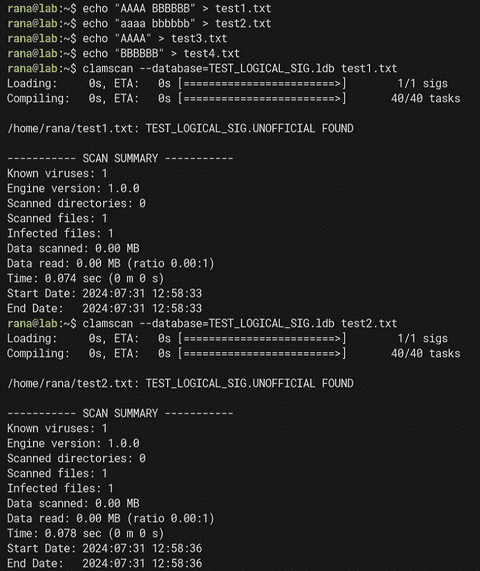 rana@lab:~$ echo "AAAA BBBBBB" > test1.txt
rana@lab:~$ echo "aaaa bbbbbb" > test2.txt
rana@lab:~$ echo "AAAA" > test3.txt
rana@lab:~$ echo "BBBBBB" > test4.txt
rana@lab:~$ clamscan --database=TEST_LOGICAL_SIG.ldb test1.txt
Loading:    0s, ETA:   0s [========================>]        1/1 sigs
Compiling:  0s, ETA:   0s [========================>]       40/40 tasks

/home/rana/test1.txt: TEST_LOGICAL_SIG.UNOFFICIAL FOUND

----------- SCAN SUMMARY -----------
Known viruses: 1
Engine version: 1.0.0
Scanned directories: 0
Scanned files: 1
Infected files: 1
Data scanned: 0.00 MB
Data read: 0.00 MB (ratio 0.00:1)
Time: 0.074 sec (0 m 0 s)
Start Date: 2024:07:31 12:58:33
End Date:   2024:07:31 12:58:33
rana@lab:~$ clamscan --database=TEST_LOGICAL_SIG.ldb test2.txt
Loading:    0s, ETA:   0s [========================>]        1/1 sigs
Compiling:  0s, ETA:   0s [========================>]       40/40 tasks

/home/rana/test2.txt: TEST_LOGICAL_SIG.UNOFFICIAL FOUND

----------- SCAN SUMMARY -----------
Known viruses: 1
Engine version: 1.0.0
Scanned directories: 0
Scanned files: 1
Infected files: 1
Data scanned: 0.00 MB
Data read: 0.00 MB (ratio 0.00:1)
Time: 0.078 sec (0 m 0 s)
Start Date: 2024:07:31 12:58:36
End Date:   2024:07:31 12:58:36